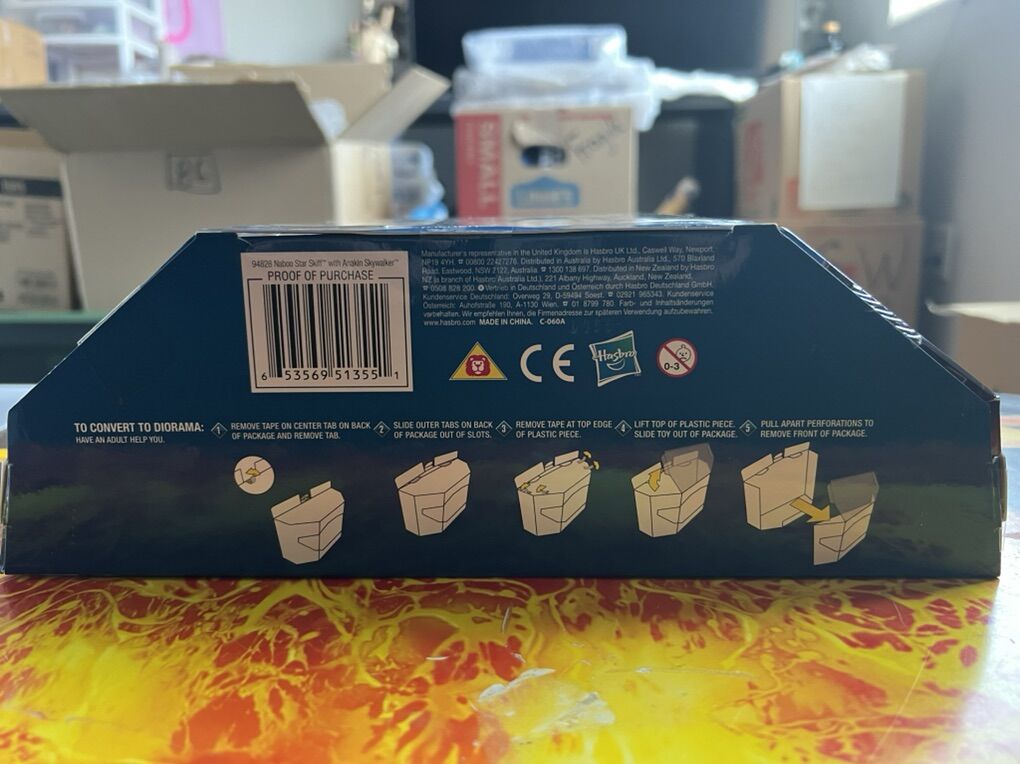 SMALL
Fragile
LOWE'S
94828 Naboo Star Skiff™ with Anakin Skywalker™
PROOF OF PURCHASE
6 53569 51355 1
Manufacturer's representative in the United Kingdom is Hasbro UK Ltd., Caswell Way, Newport,
NP19 4YH. ☎ 00800 22427276. Distributed in Australia by Hasbro Australia Ltd., 570 Blaxland
Road, Eastwood, NSW 2122, Australia. ☎ 1300 138 697. Distributed in New Zealand by Hasbro
NZ (a branch of Hasbro Australia Ltd.), 221 Albany Highway, Auckland, New Zealand.
☎ 0508 828 200. Vertrieb in Deutschland und Österreich durch Hasbro Deutschland GmbH.
Kundenservice Deutschland: Overweg 29, D-59494 Soest. ☎ 02921 965343. Kundenservice
Österreich: Auhofstraße 190, A-1130 Wien. ☎ 01 8799 780. Farb- und Inhaltsänderungen
vorbehalten. Wir empfehlen Ihnen, die Firmenadresse zur späteren Verwendung aufzubewahren.
www.hasbro.com MADE IN CHINA. C-060A
CE
Hasbro
0-3
TO CONVERT TO DIORAMA:
HAVE AN ADULT HELP YOU.
1 REMOVE TAPE ON CENTER TAB ON BACK
OF PACKAGE AND REMOVE TAB.
2 SLIDE OUTER TABS ON BACK
OF PACKAGE OUT OF SLOTS.
3 REMOVE TAPE AT TOP EDGE
OF PLASTIC PIECE.
4 LIFT TOP OF PLASTIC PIECE.
SLIDE TOY OUT OF PACKAGE.
5 PULL APART PERFORATIONS TO
REMOVE FRONT OF PACKAGE.